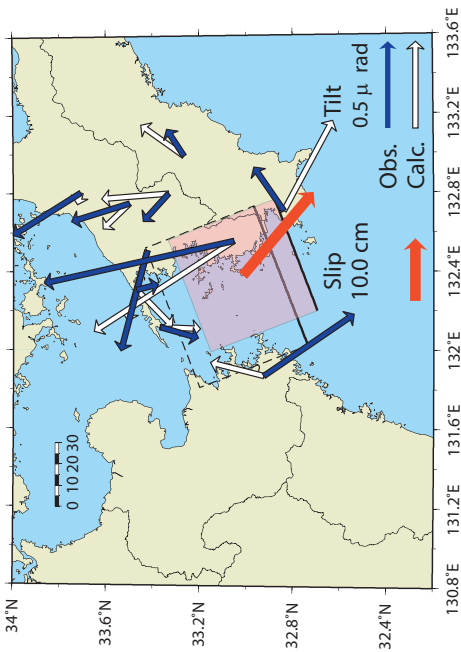 34°N
33.6°N
33.2°N
32.8°N
32.4°N
130.8°E
131.2°E
131.6°E
132°E
132.4°E
132.8°E
133.2°E
133.6°E
0 10 20 30
Slip
10.0 cm
Tilt
0.5 μ rad
Obs.
Calc.